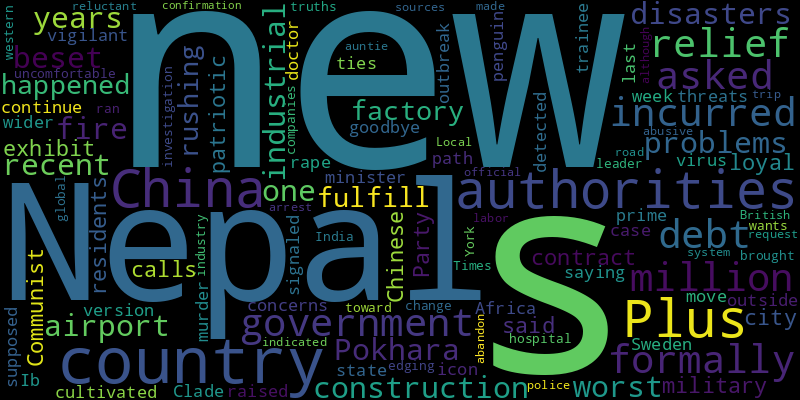 reluctant
confirmation
sources
made
western
years
truths
new
disasters
vigilant
auntie
penguin
trainee
although
relief
beset
doctor
ties
outbreak
last
uncomfortable
investigation
rushing
patriotic
industrial
asked
happened
companies
week
threats
trip
continue
ran
factory
incurred
wider
fire
goodbye
detected
abusive
problems
exhibit
Local
road
recent
rape
path
leader
virus
loyal
global
China
one
minister
official
authorities
residents
fulfill
arrest
Nepal
S
labor
prime
British
case
wants
request
debt
murder
industry
signaled
India
Chinese
Party
York
Times
contract
system
brought
Communist
calls
saying
million
supposed
concerns
toward
change
Africa
move
outside
version
airport
government
said
Plus
city
indicated
hospital
abandon
Sweden
country
Pokhara
formally
state
edging
icon
Ib
cultivated
Clade
raised
construction
police
worst
military